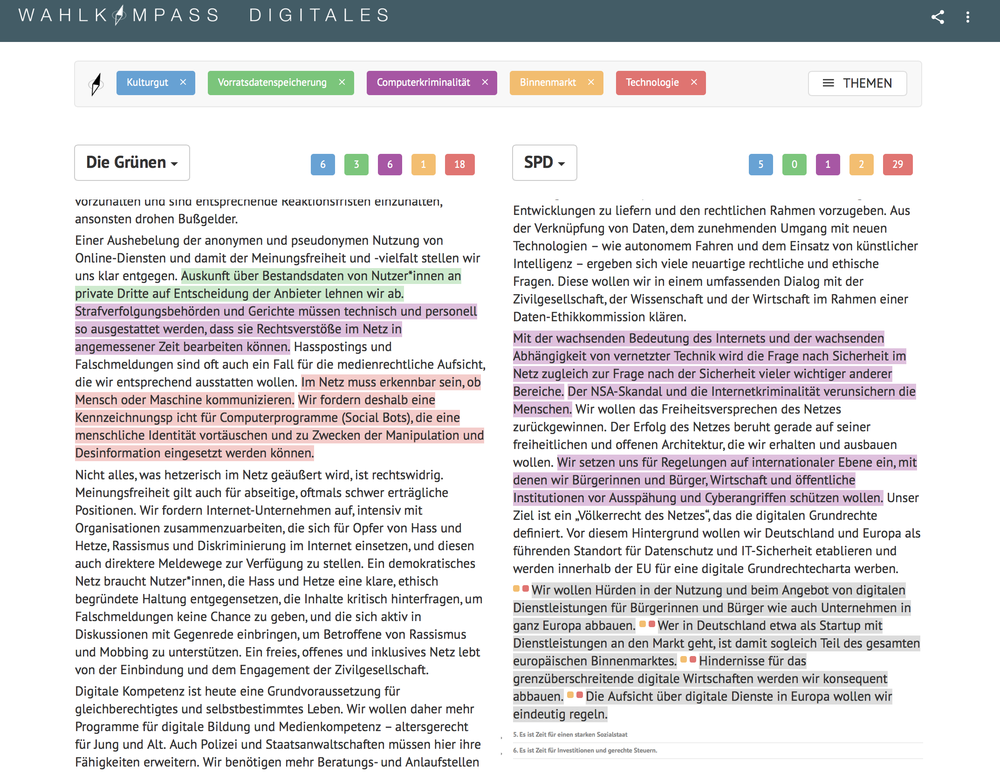 WAHLKOMPASS DIGITALES
Kulturgut ×
Vorratsdatenspeicherung ×
Computerkriminalität ×
Binnenmarkt ×
Technologie ×
THEMEN
Die Grünen
6 3 6 1 18
vorzuhalten und sind entsprechende Reaktionsfristen einzuhalten,
ansonsten drohen Bußgelder.
Einer Aushebelung der anonymen und pseudonymen Nutzung von
Online-Diensten und damit der Meinungsfreiheit und -vielfalt stellen wir
uns klar entgegen. Auskunft über Bestandsdaten von Nutzer*innen an
private Dritte auf Entscheidung der Anbieter lehnen wir ab.
Strafverfolgungsbehörden und Gerichte müssen technisch und personell
so ausgestattet werden, dass sie Rechtsverstöße im Netz in
angemessener Zeit bearbeiten können. Hasspostings und
Falschmeldungen sind oft auch ein Fall für die medienrechtliche Aufsicht,
die wir entsprechend ausstatten wollen. Im Netz muss erkennbar sein, ob
Mensch oder Maschine kommunizieren. Wir fordern deshalb eine
Kennzeichnungsp icht für Computerprogramme (Social Bots), die eine
menschliche Identität vortäuschen und zu Zwecken der Manipulation und
Desinformation eingesetzt werden können.
Nicht alles, was hetzerisch im Netz geäußert wird, ist rechtswidrig.
Meinungsfreiheit gilt auch für abseitige, oftmals schwer erträgliche
Positionen. Wir fordern Internet-Unternehmen auf, intensiv mit
Organisationen zusammenzuarbeiten, die sich für Opfer von Hass und
Hetze, Rassismus und Diskriminierung im Internet einsetzen, und diesen
auch direktere Meldewege zur Verfügung zu stellen. Ein demokratisches
Netz braucht Nutzer*innen, die Hass und Hetze eine klare, ethisch
begründete Haltung entgegensetzen, die Inhalte kritisch hinterfragen, um
Falschmeldungen keine Chance zu geben, und die sich aktiv in
Diskussionen mit Gegenrede einbringen, um Betroffene von Rassismus
und Mobbing zu unterstützen. Ein freies, offenes und inklusives Netz lebt
von der Einbindung und dem Engagement der Zivilgesellschaft.
Digitale Kompetenz ist heute eine Grundvoraussetzung für
gleichberechtigtes und selbstbestimmtes Leben. Wir wollen daher mehr
Programme für digitale Bildung und Medienkompetenz – altersgerecht
für Jung und Alt. Auch Polizei und Staatsanwaltschaften müssen hier ihre
Fähigkeiten erweitern. Wir benötigen mehr Beratungs- und Anlaufstellen
SPD
5 0 1 2 29
Entwicklungen zu liefern und den rechtlichen Rahmen vorzugeben. Aus
der Verknüpfung von Daten, dem zunehmenden Umgang mit neuen
Technologien – wie autonomem Fahren und dem Einsatz von künstlicher
Intelligenz – ergeben sich viele neuartige rechtliche und ethische
Fragen. Diese wollen wir in einem umfassenden Dialog mit der
Zivilgesellschaft, der Wissenschaft und der Wirtschaft im Rahmen einer
Daten-Ethikkommission klären.
Mit der wachsenden Bedeutung des Internets und der wachsenden
Abhängigkeit von vernetzter Technik wird die Frage nach Sicherheit im
Netz zugleich zur Frage nach der Sicherheit vieler wichtiger anderer
Bereiche. Der NSA-Skandal und die Internetkriminalität verunsichern die
Menschen. Wir wollen das Freiheitsversprechen des Netzes
zurückgewinnen. Der Erfolg des Netzes beruht gerade auf seiner
freiheitlichen und offenen Architektur, die wir erhalten und ausbauen
wollen. Wir setzen uns für Regelungen auf internationaler Ebene ein, mit
denen wir Bürgerinnen und Bürger, Wirtschaft und öffentliche
Institutionen vor Ausspähung und Cyberangriffen schützen wollen. Unser
Ziel ist ein „Völkerrecht des Netzes“, das die digitalen Grundrechte
definiert. Vor diesem Hintergrund wollen wir Deutschland und Europa als
führenden Standort für Datenschutz und IT-Sicherheit etablieren und
werden innerhalb der EU für eine digitale Grundrechtecharta werben.
Wir wollen Hürden in der Nutzung und beim Angebot von digitalen
Dienstleistungen für Bürgerinnen und Bürger wie auch Unternehmen in
ganz Europa abbauen. Wer in Deutschland etwa als Startup mit
Dienstleistungen an den Markt geht, ist damit sogleich Teil des gesamten
europäischen Binnenmarktes. Hindernisse für das
grenzüberschreitende digitale Wirtschaften werden wir konsequent
abbauen. Die Aufsicht über digitale Dienste in Europa wollen wir
eindeutig regeln.
5. Es ist Zeit für einen starken Sozialstaat
6. Es ist Zeit für Investitionen und gerechte Steuern.